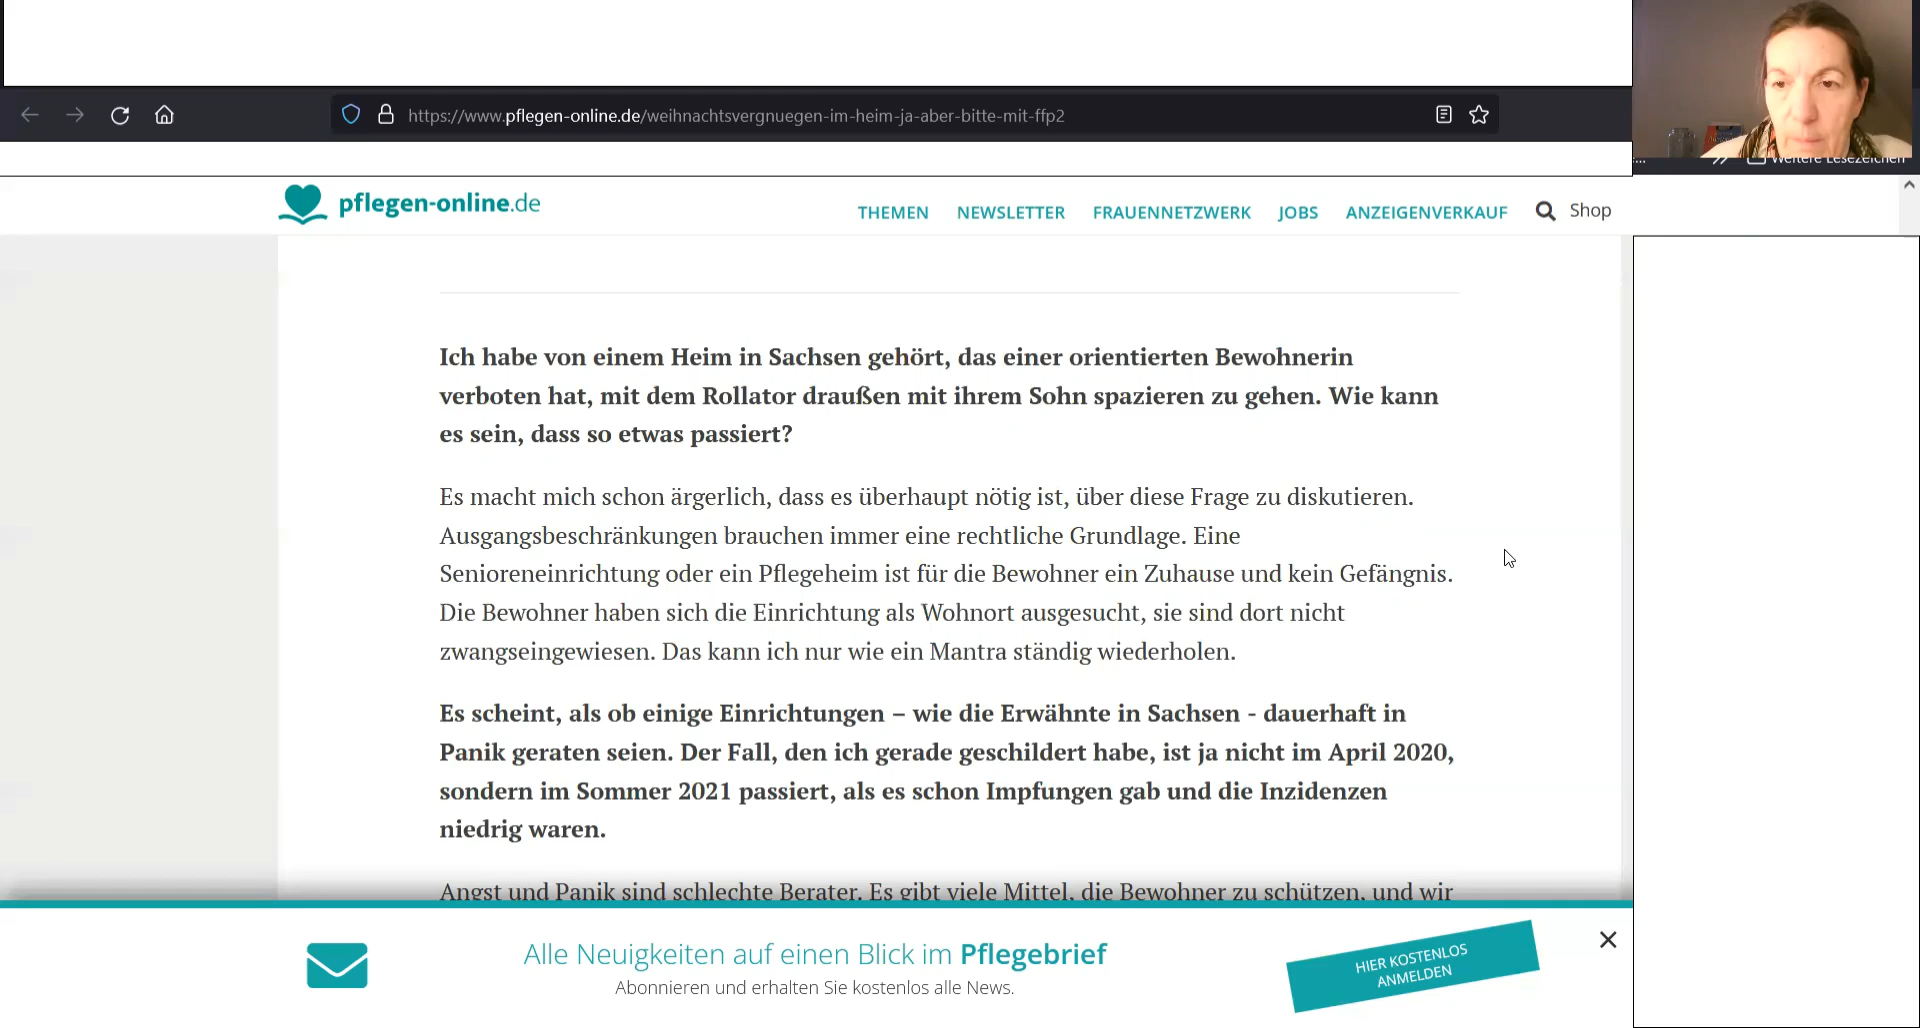 https://www.pflegen-online.de/weihnachtsvergnuegen-im-heim-ja-aber-bitte-mit-ffp2
Weitere Lesezeichen
pflegen-online.de
THEMEN NEWSLETTER FRAUENNETZWERK JOBS ANZEIGENVERKAUF Shop
Ich habe von einem Heim in Sachsen gehört, das einer orientierten Bewohnerin
verboten hat, mit dem Rollator draußen mit ihrem Sohn spazieren zu gehen. Wie kann
es sein, dass so etwas passiert?
Es macht mich schon ärgerlich, dass es überhaupt nötig ist, über diese Frage zu diskutieren.
Ausgangsbeschränkungen brauchen immer eine rechtliche Grundlage. Eine
Senioreneinrichtung oder ein Pflegeheim ist für die Bewohner ein Zuhause und kein Gefängnis.
Die Bewohner haben sich die Einrichtung als Wohnort ausgesucht, sie sind dort nicht
zwangseingewiesen. Das kann ich nur wie ein Mantra ständig wiederholen.
Es scheint, als ob einige Einrichtungen – wie die Erwähnte in Sachsen - dauerhaft in
Panik geraten seien. Der Fall, den ich gerade geschildert habe, ist ja nicht im April 2020,
sondern im Sommer 2021 passiert, als es schon Impfungen gab und die Inzidenzen
niedrig waren.
Angst und Panik sind schlechte Berater. Es gibt viele Mittel, die Bewohner zu schützen, und wir
Alle Neuigkeiten auf einen Blick im Pflegebrief
Abonnieren und erhalten Sie kostenlos alle News.
HIER KOSTENLOS
ANMELDEN